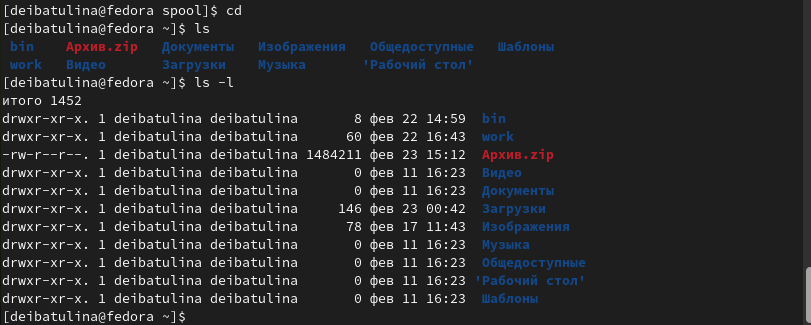 [deibatulina@fedora spool]$ cd
[deibatulina@fedora ~]$ ls
bin Архив.zip Документы Изображения Общедоступные Шаблоны
work Видео Загрузки Музыка 'Рабочий стол'
[deibatulina@fedora ~]$ ls -l
итого 1452
drwxr-xr-x. 1 deibatulina deibatulina 8 фев 22 14:59 bin
drwxr-xr-x. 1 deibatulina deibatulina 60 фев 22 16:43 work
-rw-r--r--. 1 deibatulina deibatulina 1484211 фев 23 15:12 Архив.zip
drwxr-xr-x. 1 deibatulina deibatulina 0 фев 11 16:23 Видео
drwxr-xr-x. 1 deibatulina deibatulina 0 фев 11 16:23 Документы
drwxr-xr-x. 1 deibatulina deibatulina 146 фев 23 00:42 Загрузки
drwxr-xr-x. 1 deibatulina deibatulina 78 фев 17 11:43 Изображения
drwxr-xr-x. 1 deibatulina deibatulina 0 фев 11 16:23 Музыка
drwxr-xr-x. 1 deibatulina deibatulina 0 фев 11 16:23 Общедоступные
drwxr-xr-x. 1 deibatulina deibatulina 0 фев 11 16:23 'Рабочий стол'
drwxr-xr-x. 1 deibatulina deibatulina 0 фев 11 16:23 Шаблоны
[deibatulina@fedora ~]$